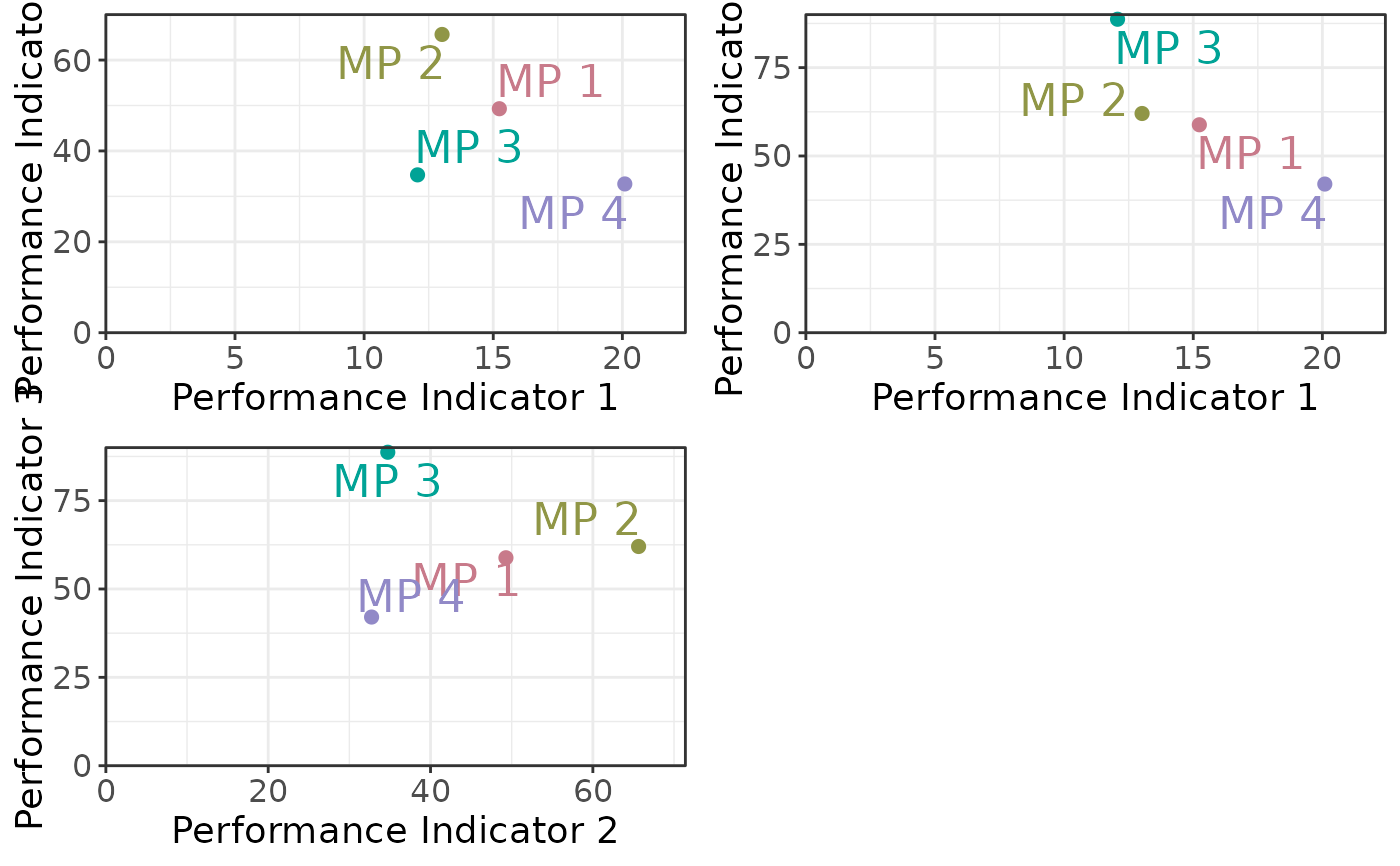 Performance Indicato
60
40
20
0
MP 2
MP 1
MP 3
MP 4
0 5 10 15 20
Performance Indicator 1
Performance Indicato
75
50
25
0
MP 3
MP 2
MP 1
MP 4
0 5 10 15 20
Performance Indicator 1
Performance Indicator 3
75
50
25
0
MP 3
MP 2
MP 1
MP 4
0 20 40 60
Performance Indicator 2